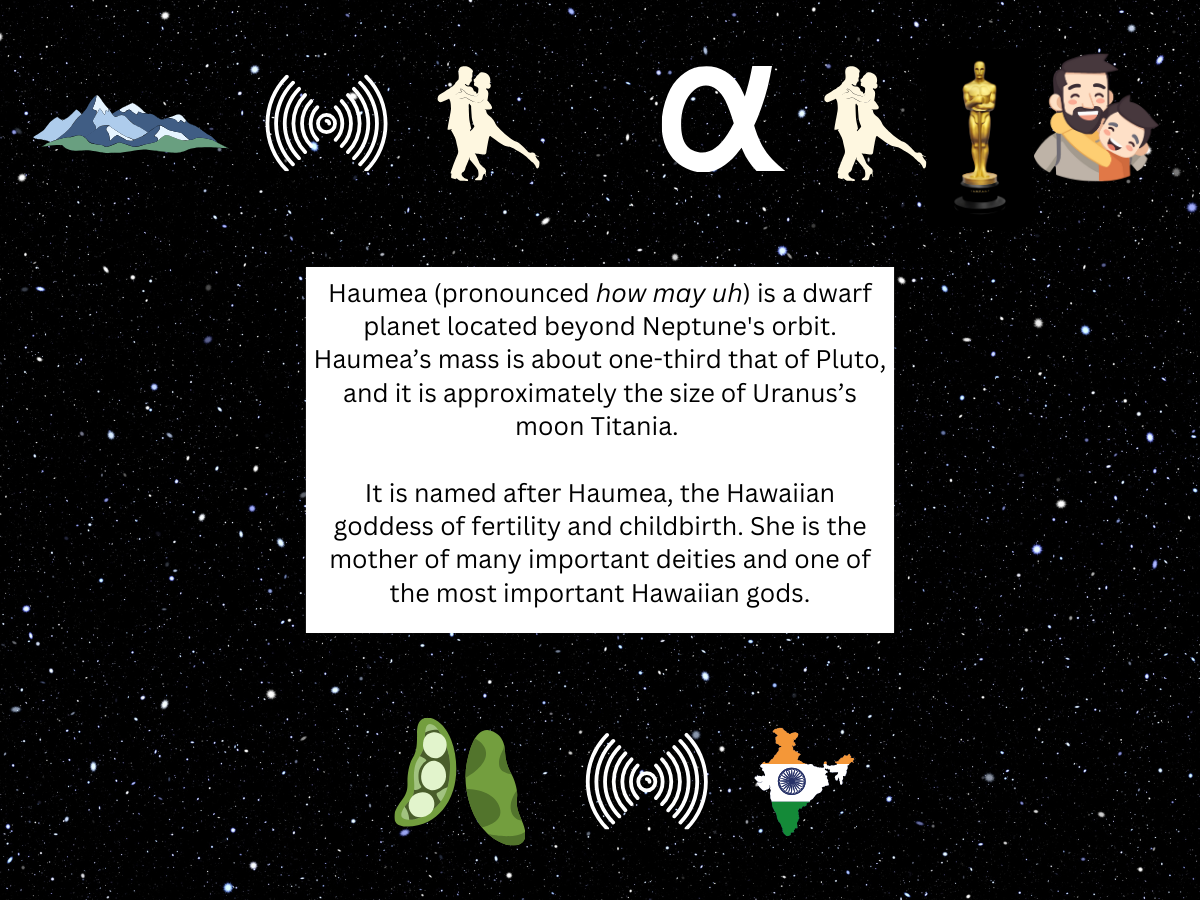 α
Haumea (pronounced how may uh) is a dwarf
planet located beyond Neptune's orbit.
Haumea’s mass is about one-third that of Pluto,
and it is approximately the size of Uranus’s
moon Titania.
It is named after Haumea, the Hawaiian
goddess of fertility and childbirth. She is the
mother of many important deities and one of
the most important Hawaiian gods.